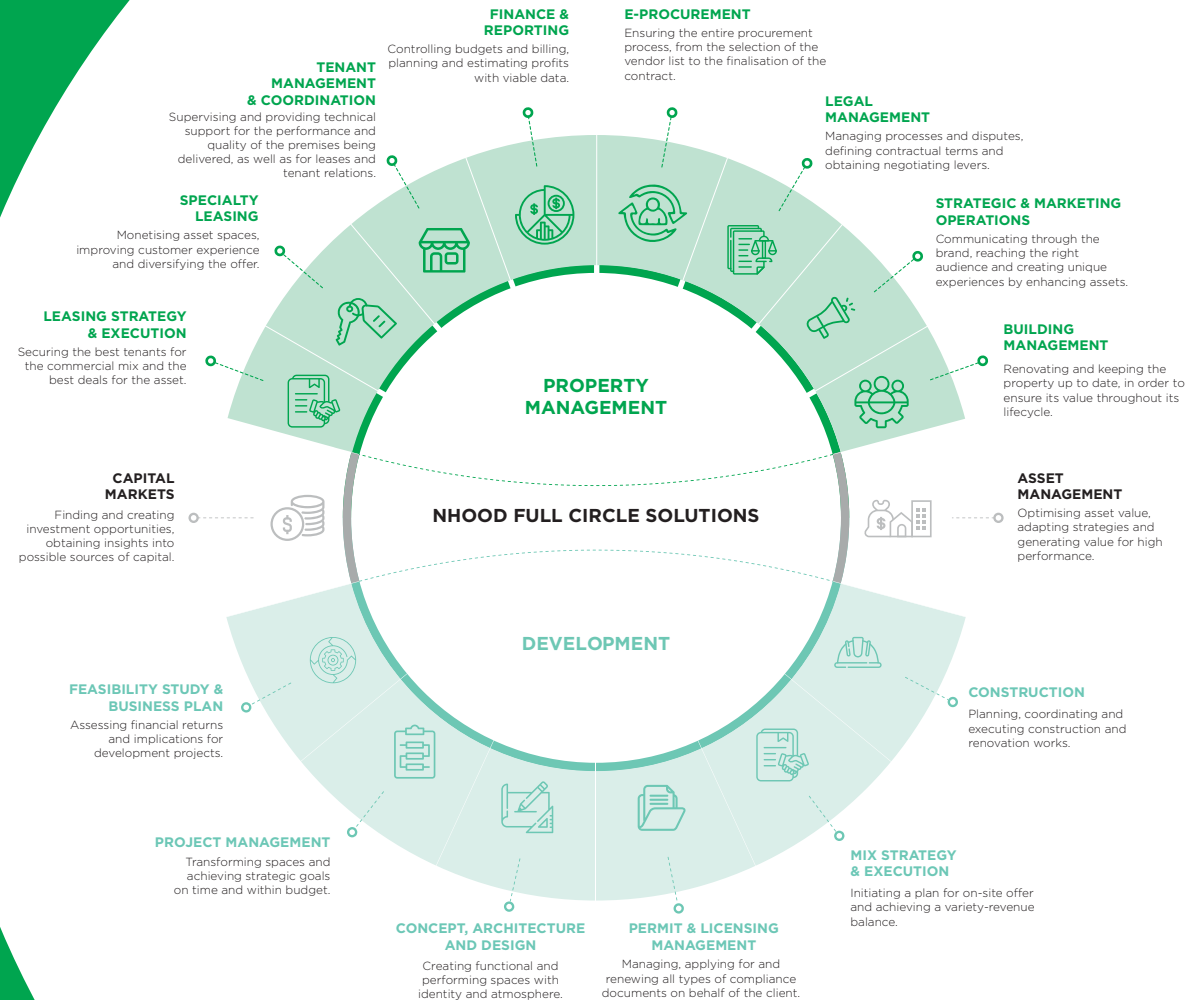 FINANCE &
REPORTING
Controlling budgets and billing,
planning and estimating profits
with viable data.
E-PROCUREMENT
Ensuring the entire procurement
process, from the selection of the
vendor list to the finalisation of the
contract.
TENANT
MANAGEMENT
& COORDINATION
Supervising and providing technical
support for the performance and
quality of the premises being
delivered, as well as for leases and
tenant relations.
LEGAL
MANAGEMENT
Managing processes and disputes,
defining contractual terms and
obtaining negotiating levers.
SPECIALTY
LEASING
Monetising asset spaces,
improving customer experience
and diversifying the offer.
STRATEGIC & MARKETING
OPERATIONS
Communicating through the
brand, reaching the right
audience and creating unique
experiences by enhancing assets.
LEASING STRATEGY
& EXECUTION
Securing the best tenants for
the commercial mix and the
best deals for the asset.
BUILDING
MANAGEMENT
Renovating and keeping the
property up to date, in order to
ensure its value throughout its
lifecycle.
PROPERTY
MANAGEMENT
CAPITAL
MARKETS
Finding and creating
investment opportunities,
obtaining insights into
possible sources of capital.
NHOOD FULL CIRCLE SOLUTIONS
ASSET
MANAGEMENT
Optimising asset value,
adapting strategies and
generating value for high
performance.
DEVELOPMENT
FEASIBILITY STUDY &
BUSINESS PLAN
Assessing financial returns
and implications for
development projects.
CONSTRUCTION
Planning, coordinating and
executing construction and
renovation works.
PROJECT MANAGEMENT
Transforming spaces and
achieving strategic goals
on time and within budget.
MIX STRATEGY
& EXECUTION
Initiating a plan for on-site offer
and achieving a variety-revenue
balance.
CONCEPT, ARCHITECTURE
AND DESIGN
Creating functional and
performing spaces with
identity and atmosphere.
PERMIT & LICENSING
MANAGEMENT
Managing, applying for and
renewing all types of compliance
documents on behalf of the client.